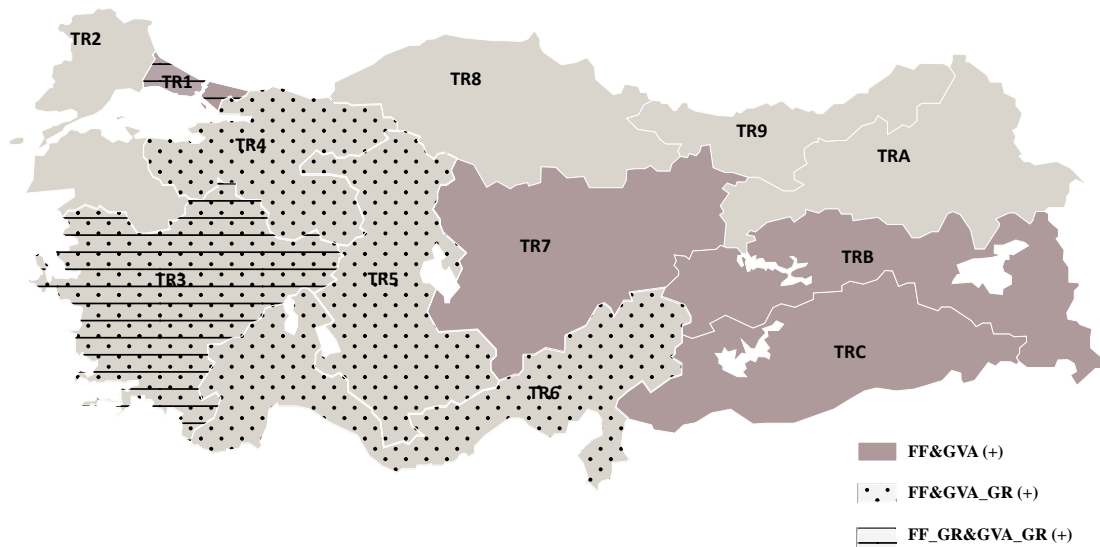 TR2
TR1
TR8
TR9
TR4
TRA
TR7
TRB
TR3
TR5
TRC
TR6
FF&GVA (+)
FF&GVA_GR (+)
FF_GR&GVA_GR (+)